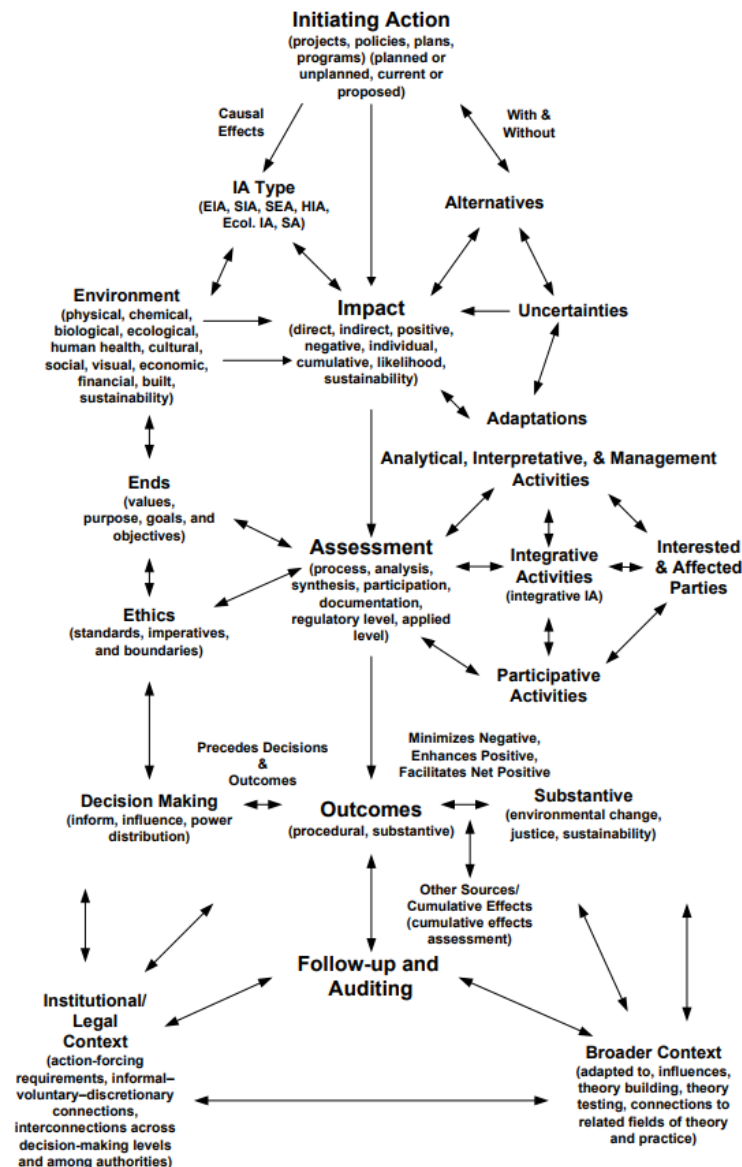 Initiating Action
(projects, policies, plans,
programs) (planned or
unplanned, current or
proposed)
Causal
Effects
With &
Without
IA Type
(EIA, SIA, SEA, HIA,
Ecol. IA, SA)
Alternatives
Environment
(physical, chemical,
biological, ecological,
human health, cultural,
social, visual, economic,
financial, built,
sustainability)
Impact
(direct, indirect, positive,
negative, individual,
cumulative, likelihood,
sustainability)
Uncertainties
Adaptations
Analytical, Interpretative, & Management
Activities
Ends
(values,
purpose, goals, and
objectives)
Assessment
(process, analysis,
synthesis, participation,
documentation,
regulatory level, applied
level)
Integrative
Activities
(integrative IA)
Interested
& Affected
Parties
Ethics
(standards, imperatives,
and boundaries)
Participative
Activities
Precedes Decisions
&
Outcomes
Minimizes Negative,
Enhances Positive,
Facilitates Net Positive
Decision Making
(inform, influence, power
distribution)
Outcomes
(procedural, substantive)
Substantive
(environmental change,
justice, sustainability)
Other Sources/
Cumulative Effects
(cumulative effects
assessment)
Follow-up and
Auditing
Institutional/
Legal
Context
(action-forcing
requirements, informal–
voluntary–discretionary
connections,
interconnections across
decision-making levels
and among authorities)
Broader Context
(adapted to, influences,
theory building, theory
testing, connections to
related fields of theory
and practice)